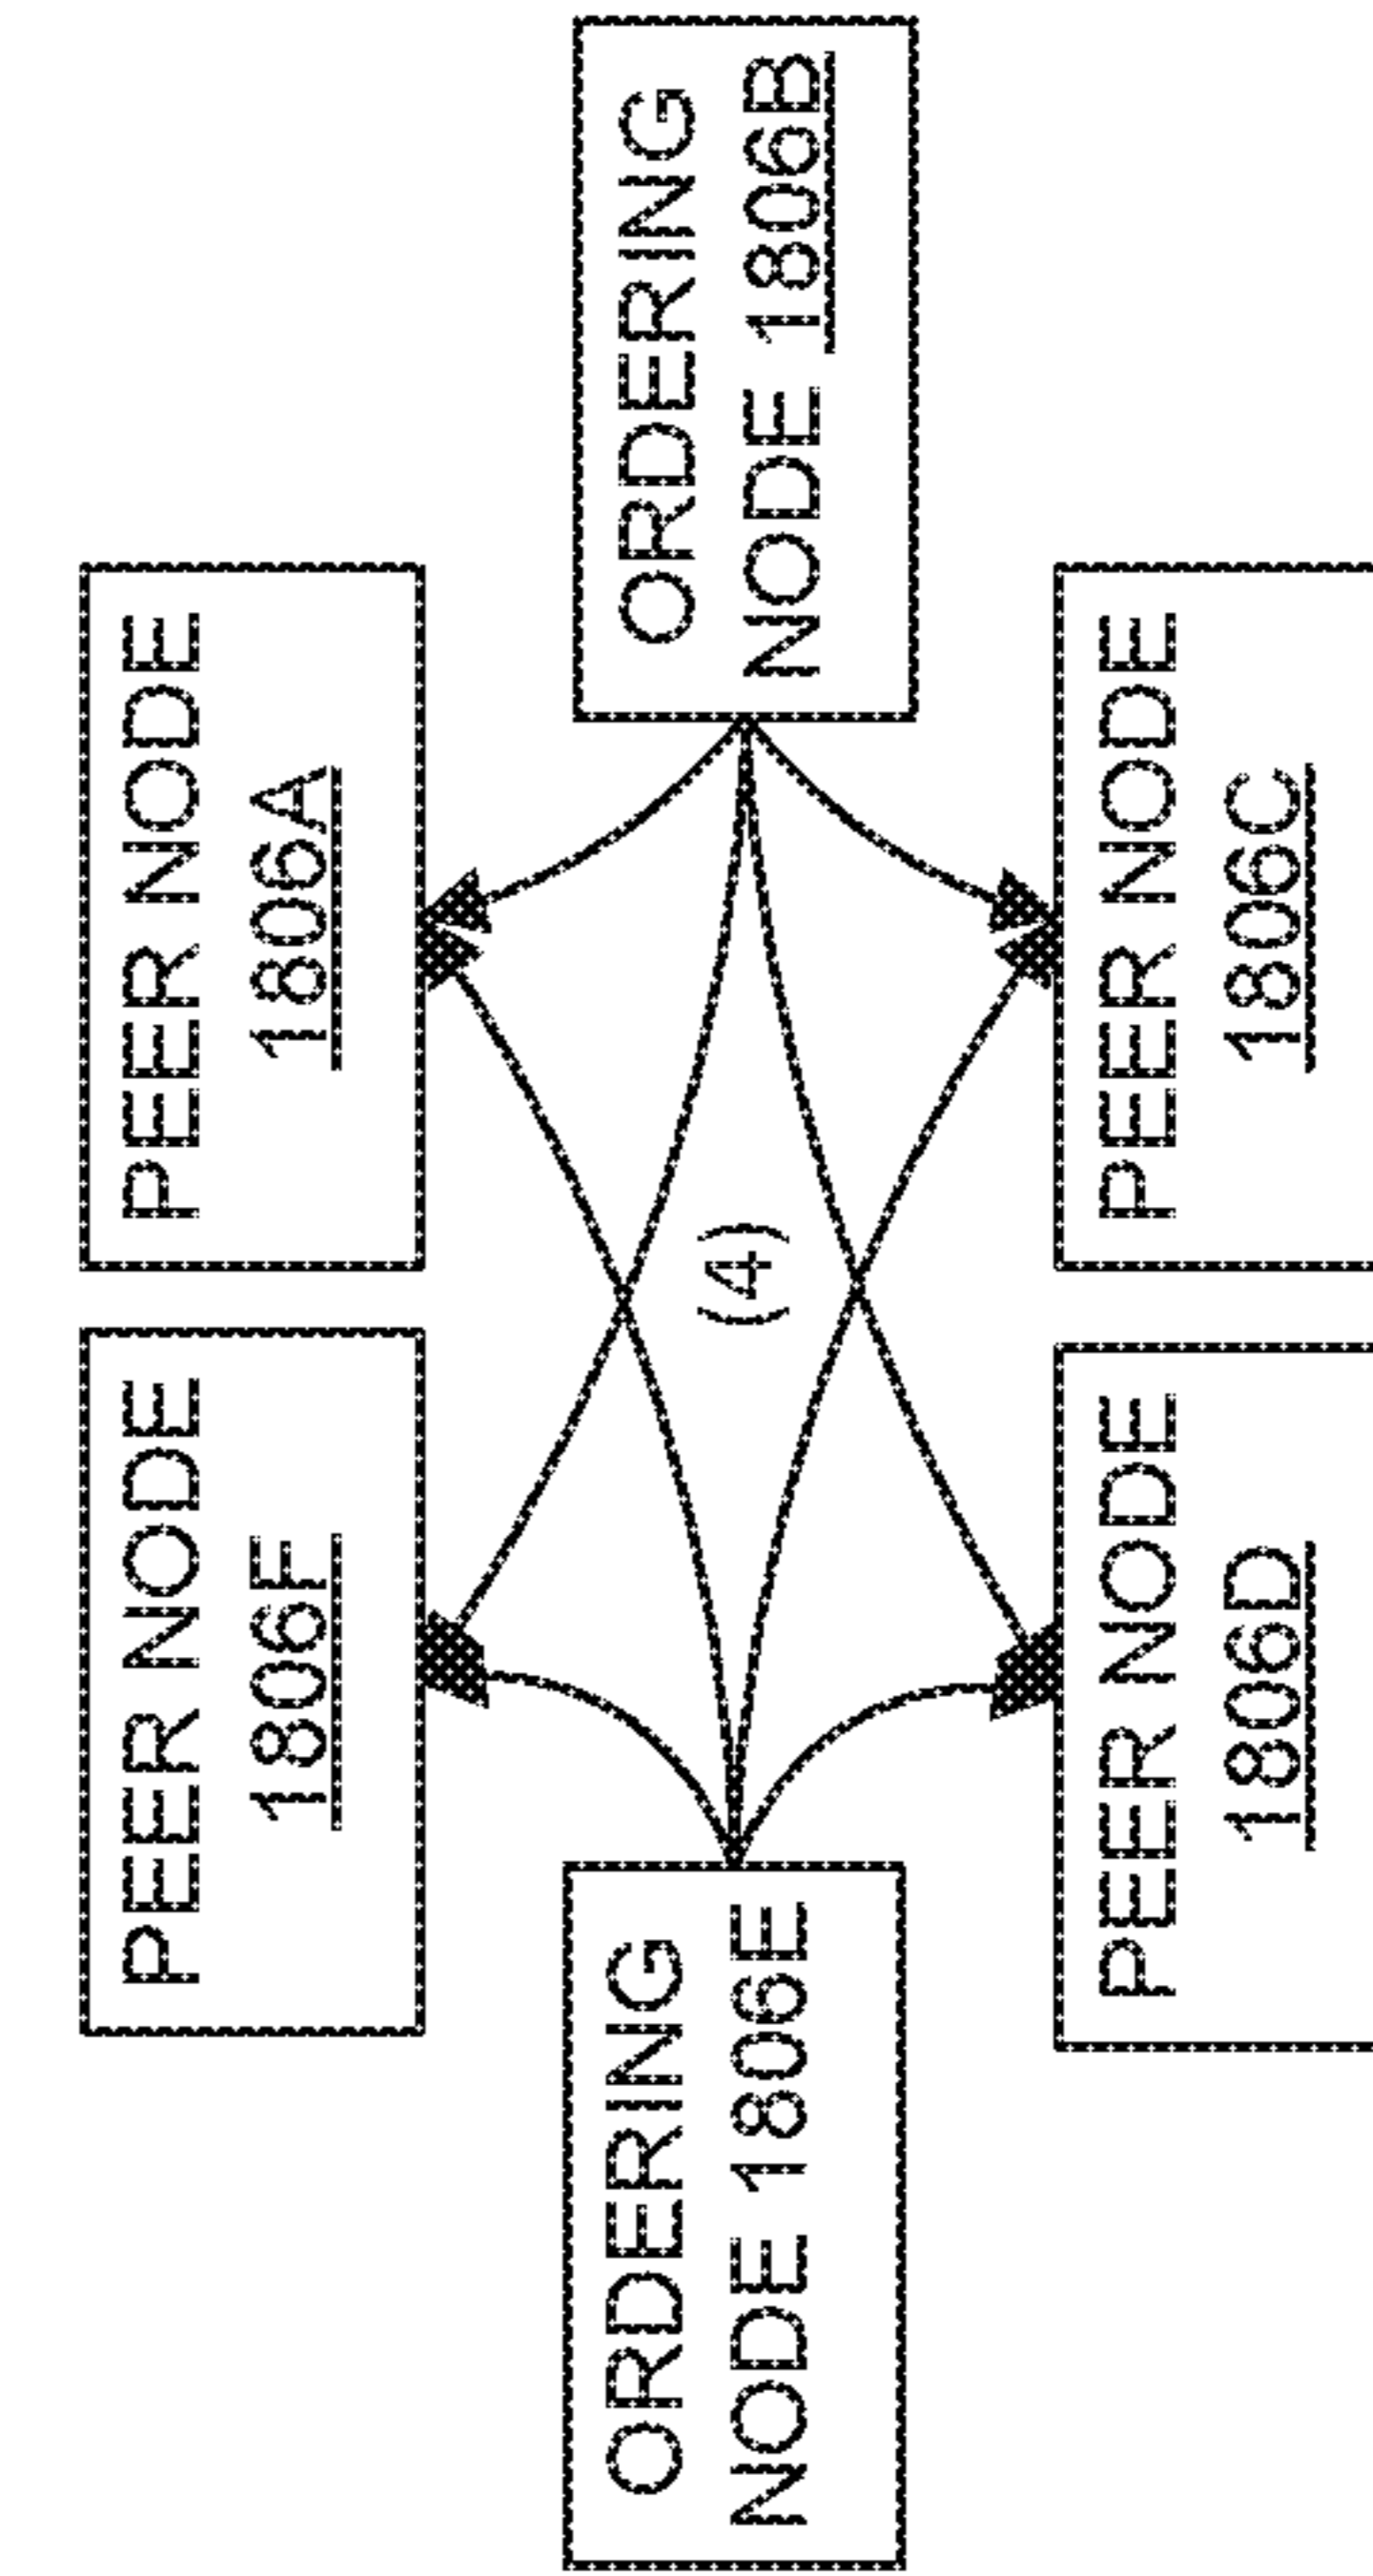 PEER NODE
1806F
PEER NODE
1806A
ORDERING
NODE 1806E
(4)
ORDERING
NODE 1806B
PEER NODE
1806D
PEER NODE
1806C